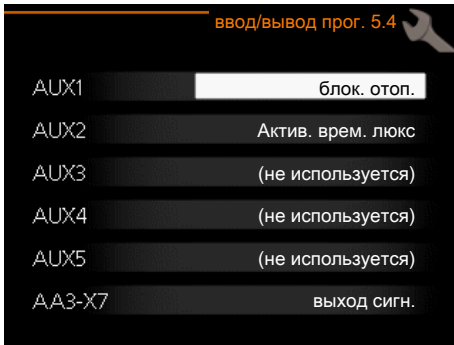 ввод/вывод прог. 5.4
AUX1 блок. отоп.
AUX2 Актив. врем. люкс
AUX3 (не используется)
AUX4 (не используется)
AUX5 (не используется)
AA3-X7 выход сигн.